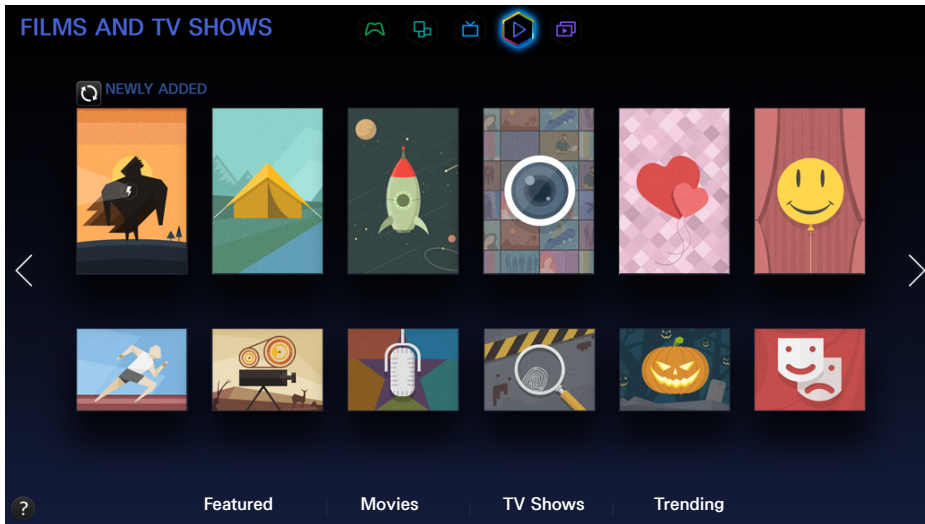 FILMS AND TV SHOWS
NEWLY ADDED
?
Featured
Movies
TV Shows
Trending